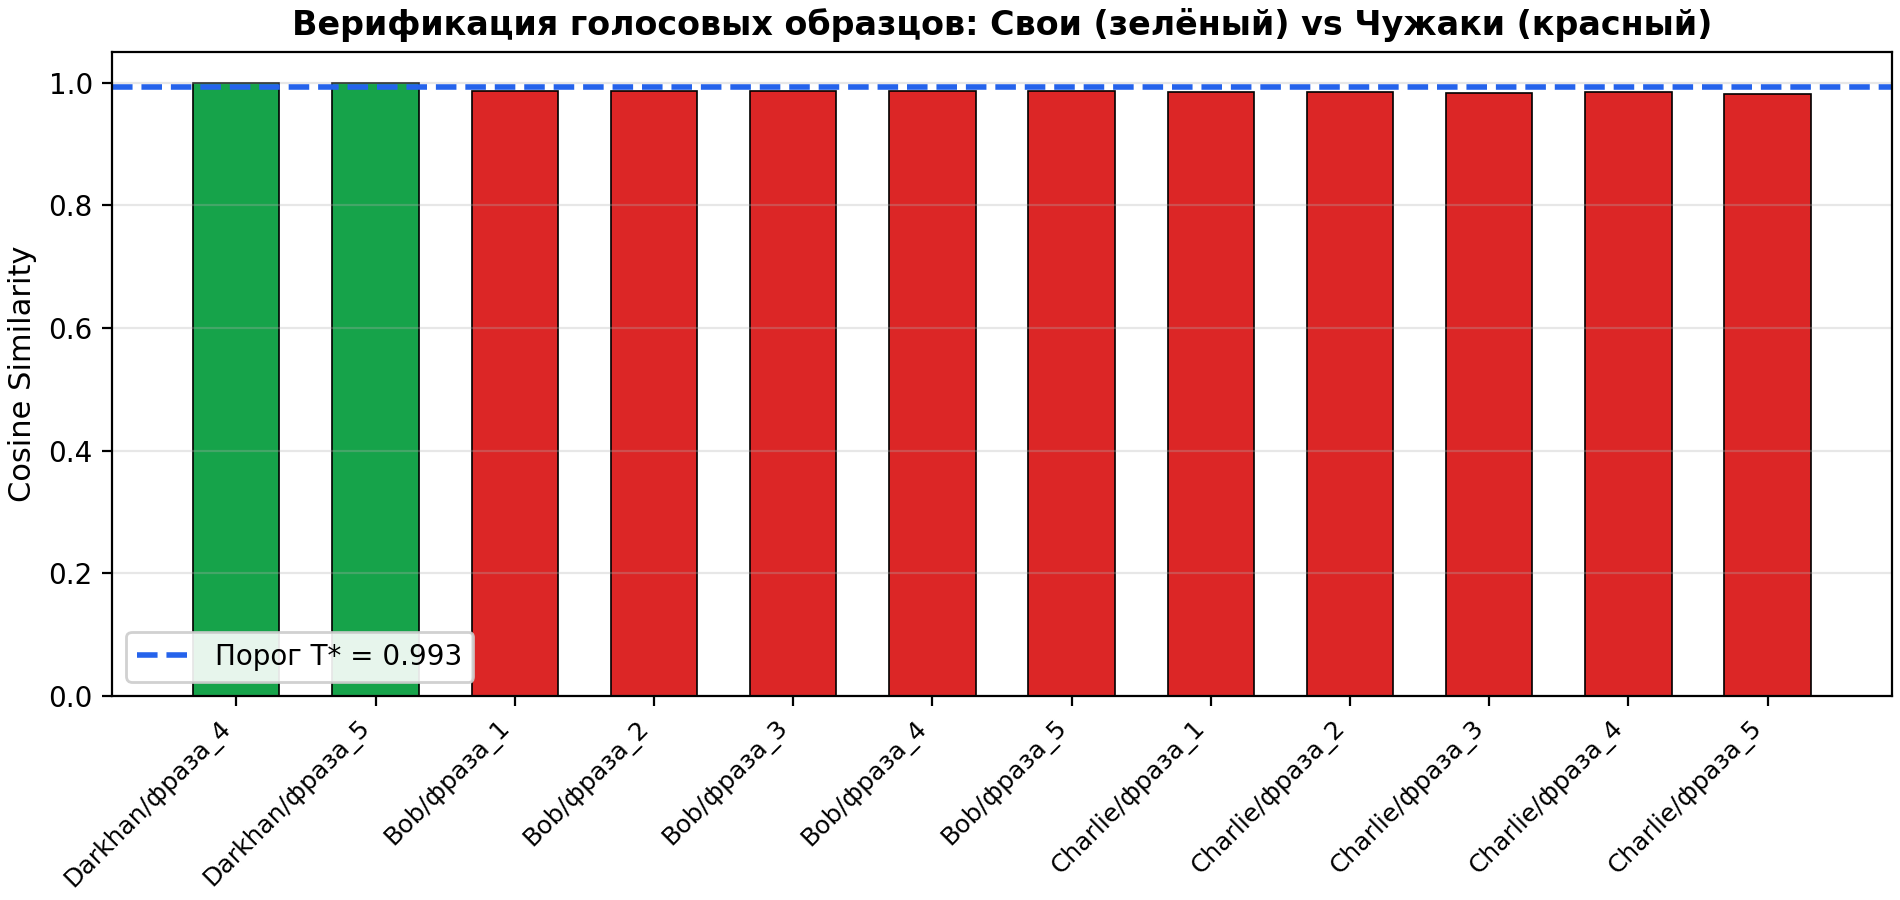 Верификация голосовых образцов: Свои (зелёный) vs Чужаки (красный)
Cosine Similarity
1.0
0.8
0.6
0.4
0.2
0.0
Порог T* = 0.993
Darkhan/фраза_4
Darkhan/фраза_5
Bob/фраза_1
Bob/фраза_2
Bob/фраза_3
Bob/фраза_4
Bob/фраза_5
Charlie/фраза_1
Charlie/фраза_2
Charlie/фраза_3
Charlie/фраза_4
Charlie/фраза_5